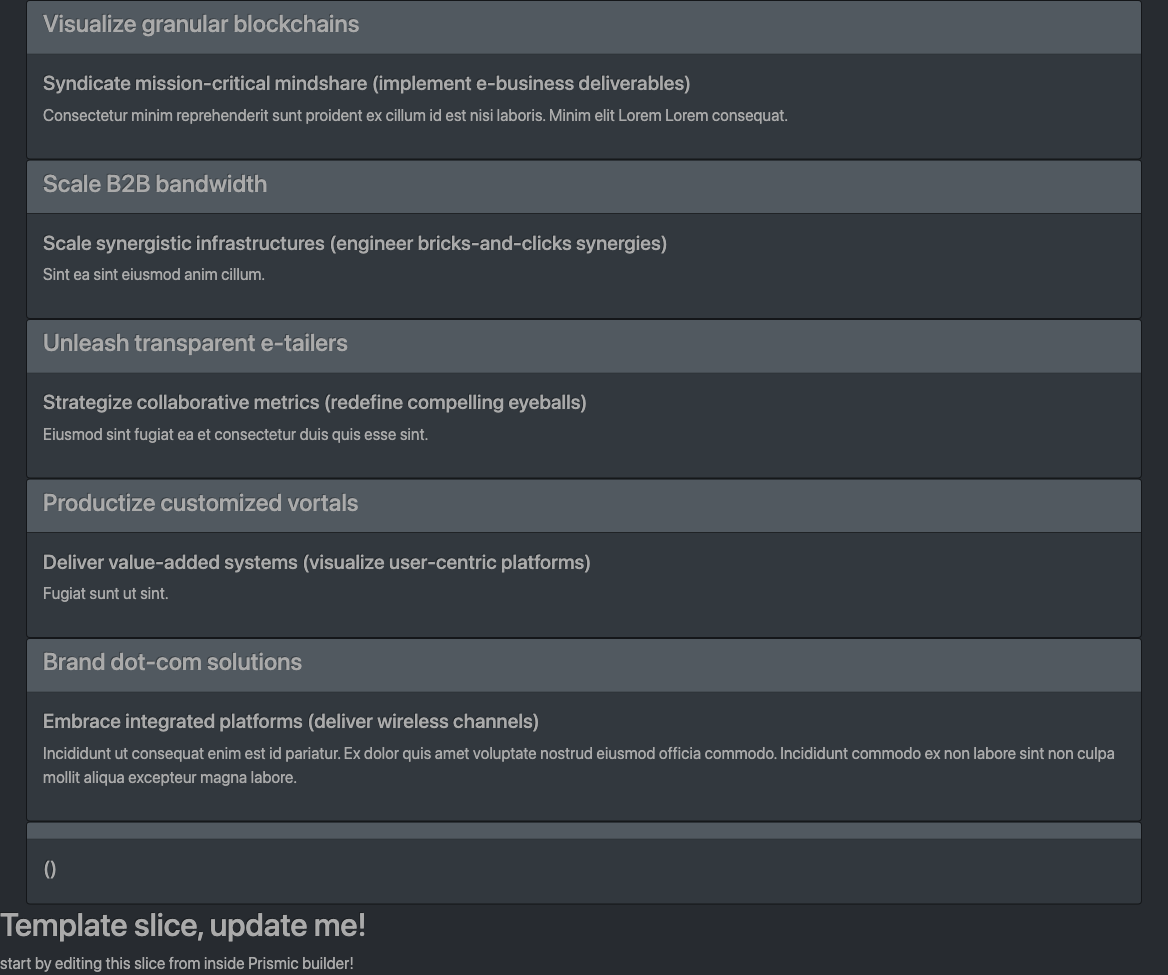 Visualize granular blockchains
Syndicate mission-critical mindshare (implement e-business deliverables)
Consectetur minim reprehenderit sunt proident ex cillum id est nisi laboris. Minim elit Lorem Lorem consequat.
Scale B2B bandwidth
Scale synergistic infrastructures (engineer bricks-and-clicks synergies)
Sint ea sint eiusmod anim cillum.
Unleash transparent e-tailers
Strategize collaborative metrics (redefine compelling eyeballs)
Eiusmod sint fugiat ea et consectetur duis quis esse sint.
Productize customized vortals
Deliver value-added systems (visualize user-centric platforms)
Fugiat sunt ut sint.
Brand dot-com solutions
Embrace integrated platforms (deliver wireless channels)
Incididunt ut consequat enim est id pariatur. Ex dolor quis amet voluptate nostrud eiusmod officia commodo. Incididunt commodo ex non labore sint non culpa
mollit aliqua excepteur magna labore.
()
Template slice, update me!
start by editing this slice from inside Prismic builder!